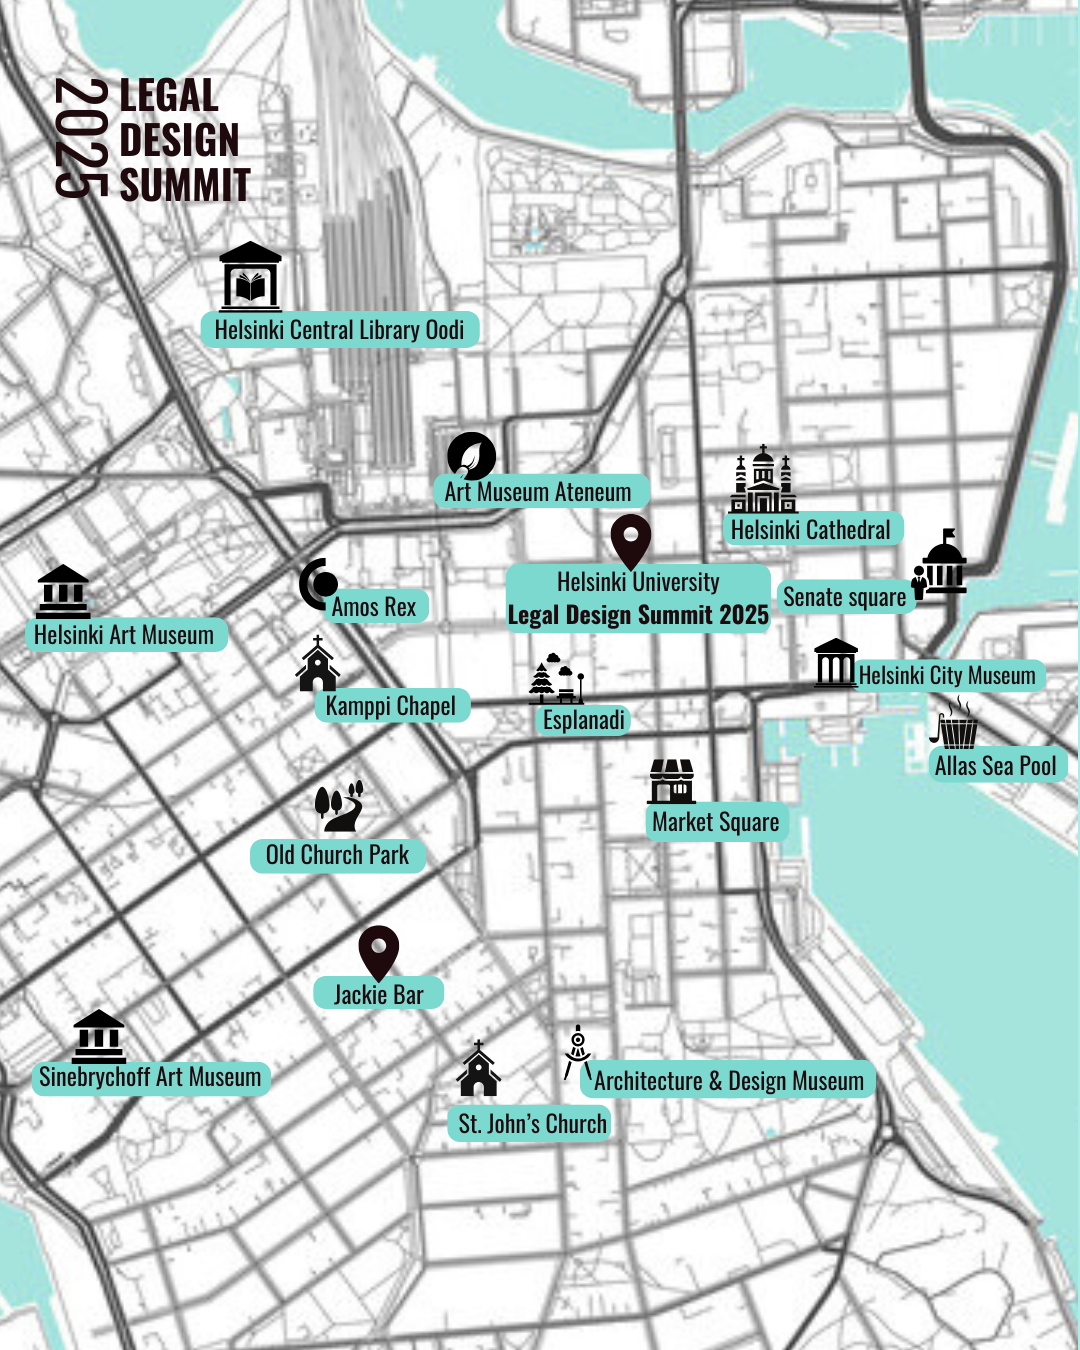 2025
LEGAL
DESIGN
SUMMIT
Helsinki Central Library Oodi
Art Museum Ateneum
Helsinki Cathedral
Helsinki University
Legal Design Summit 2025
Senate square
Amos Rex
Helsinki Art Museum
Helsinki City Museum
Kamppi Chapel
Esplanadi
Allas Sea Pool
Market Square
Old Church Park
Jackie Bar
Sinebrychoff Art Museum
Architecture & Design Museum
St. John's Church